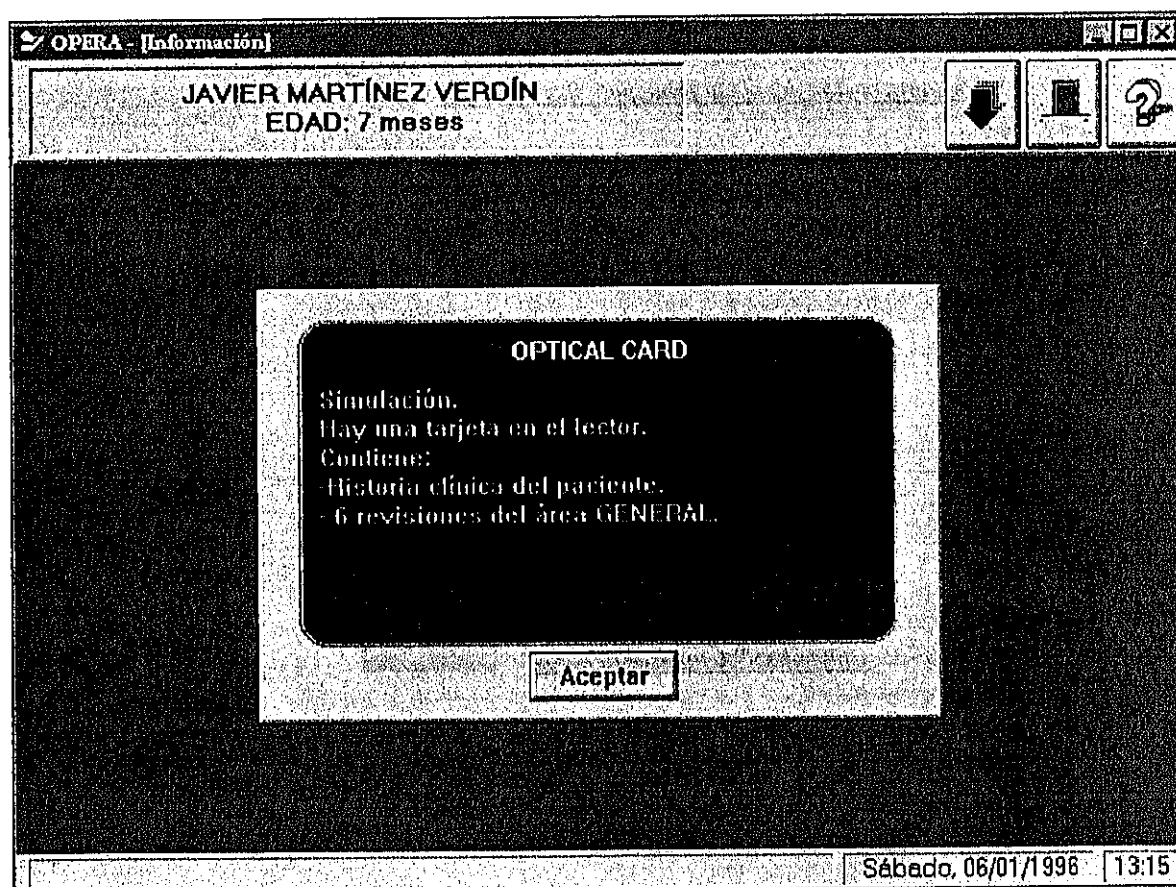 OPERA - [Información]
JAVIER MARTÍNEZ VERDÍN
EDAD: 7 meses
OPTICAL CARD
Simulación.
Hay una tarjeta en el lector.
Contiene:
-Historia clínica del paciente.
- 6 revisiones del área GENERAL.
Aceptar
Sábado, 06/01/1996 13:15